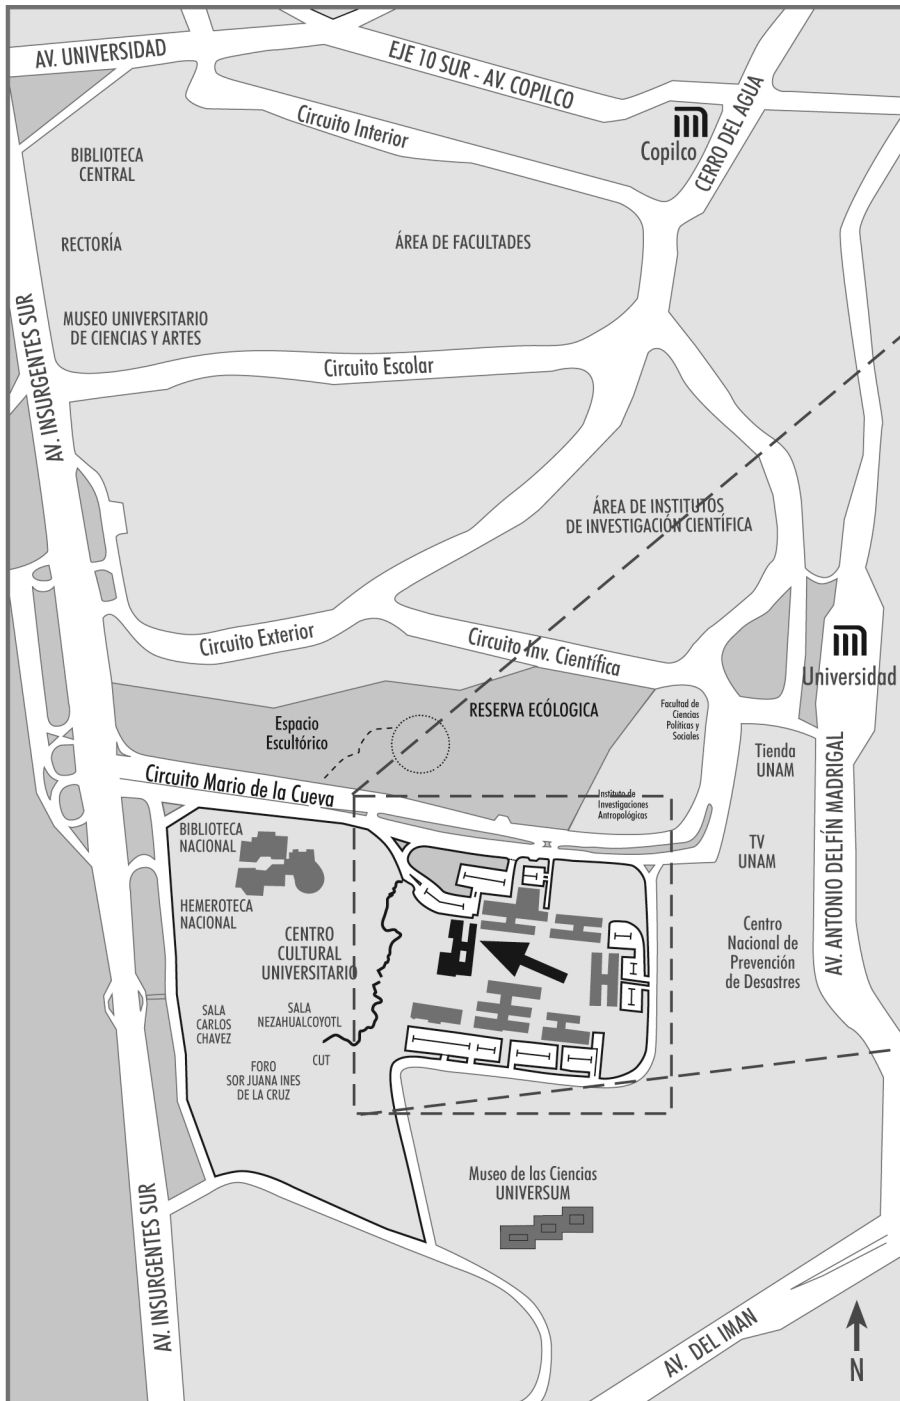 AV. UNIVERSIDAD
EJE 10 SUR - AV. COPILCO
Circuito Interior
Copilco
CERRO DEL AGUA
BIBLIOTECA
CENTRAL
RECTORÍA
ÁREA DE FACULTADES
MUSEO UNIVERSITARIO
DE CIENCIAS Y ARTES
AV. INSURGENTES SUR
Circuito Escolar
ÁREA DE INSTITUTOS
DE INVESTIGACIÓN CIENTÍFICA
Circuito Exterior
Circuito Inv. Científica
Universidad
RESERVA ECÓLOGICA
Espacio
Escultórico
Facultad de
Ciencias
Políticas y
Sociales
Tienda
UNAM
Circuito Mario de la Cueva
Instituto de
Investigaciones
Antropológicas
AV. ANTONIO DELFÍN MADRIGAL
BIBLIOTECA
NACIONAL
TV
UNAM
HEMEROTECA
NACIONAL
CENTRO
CULTURAL
UNIVERSITARIO
Centro
Nacional de
Prevención
de Desastres
SALA
CARLOS
CHAVEZ
SALA
NEZAHUALCOYOTL
CUT
FORO
SOR JUANA INES
DE LA CRUZ
Museo de las Ciencias
UNIVERSUM
AV. INSURGENTES SUR
AV. DEL IMAN
N